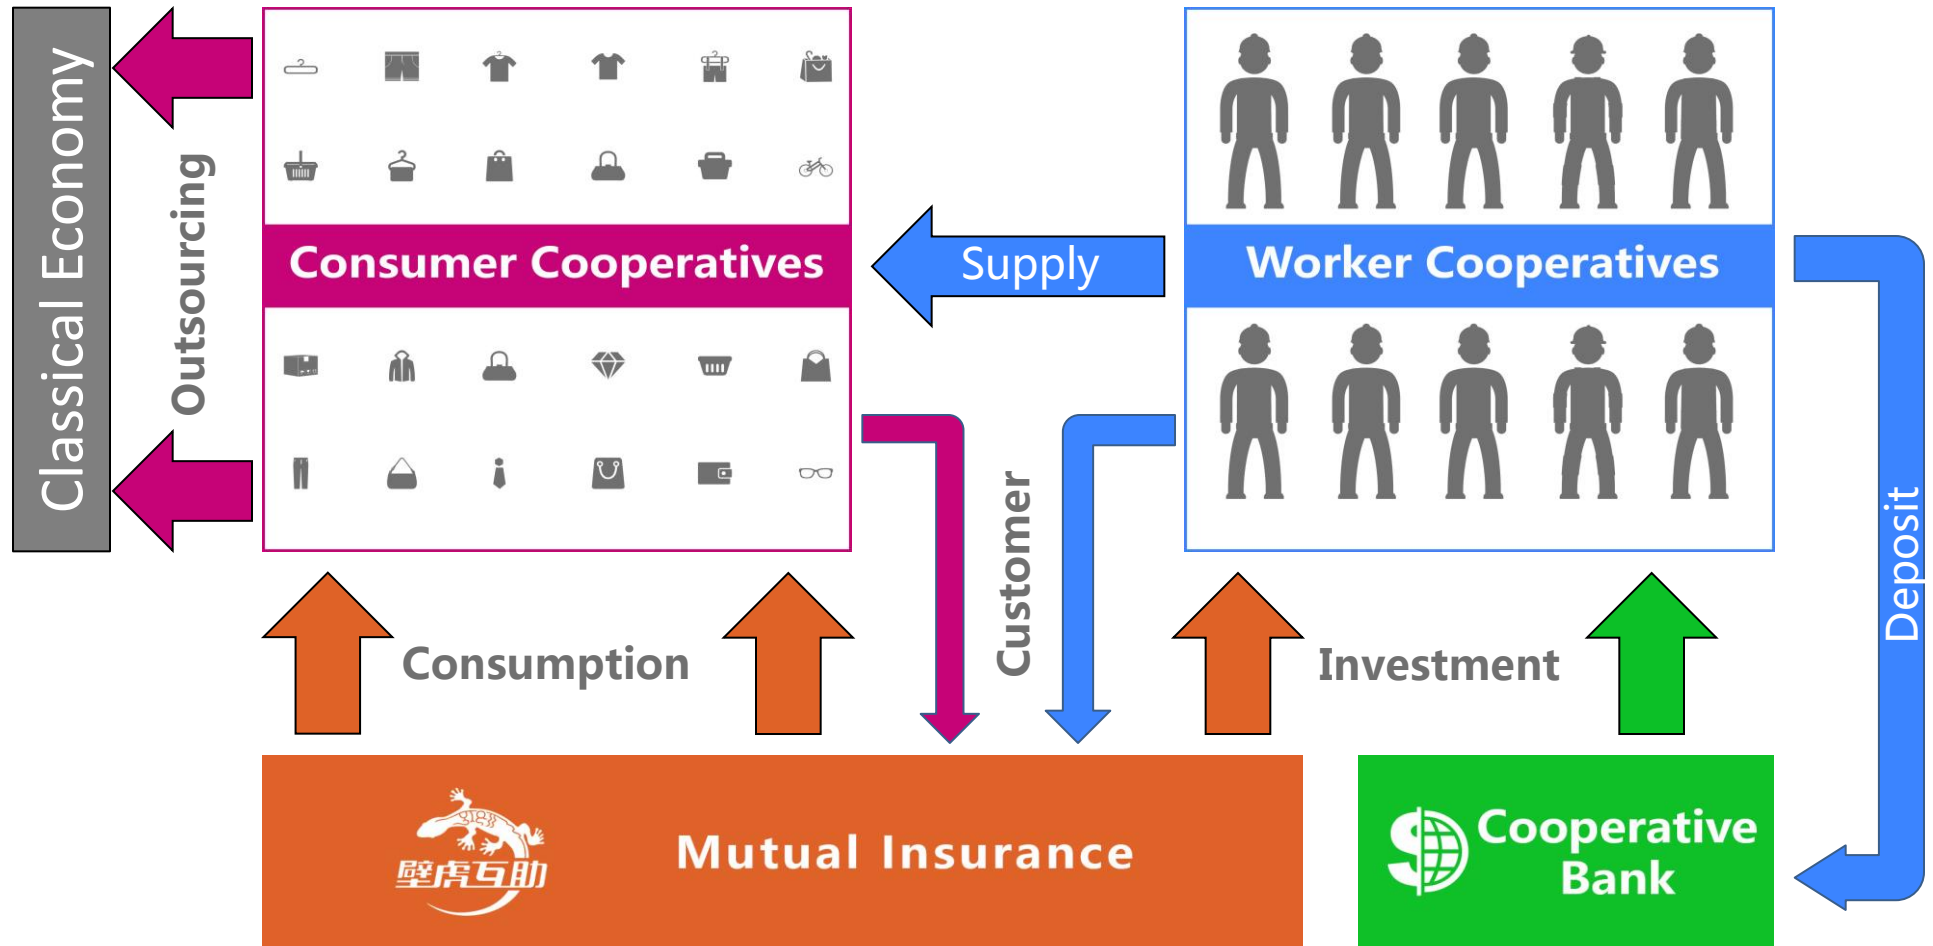 Classical Economy
Outsourcing
Consumer Cooperatives
Supply
Worker Cooperatives
Deposit
Customer
Consumption
Investment
壁虎互助
Mutual Insurance
Cooperative
Bank